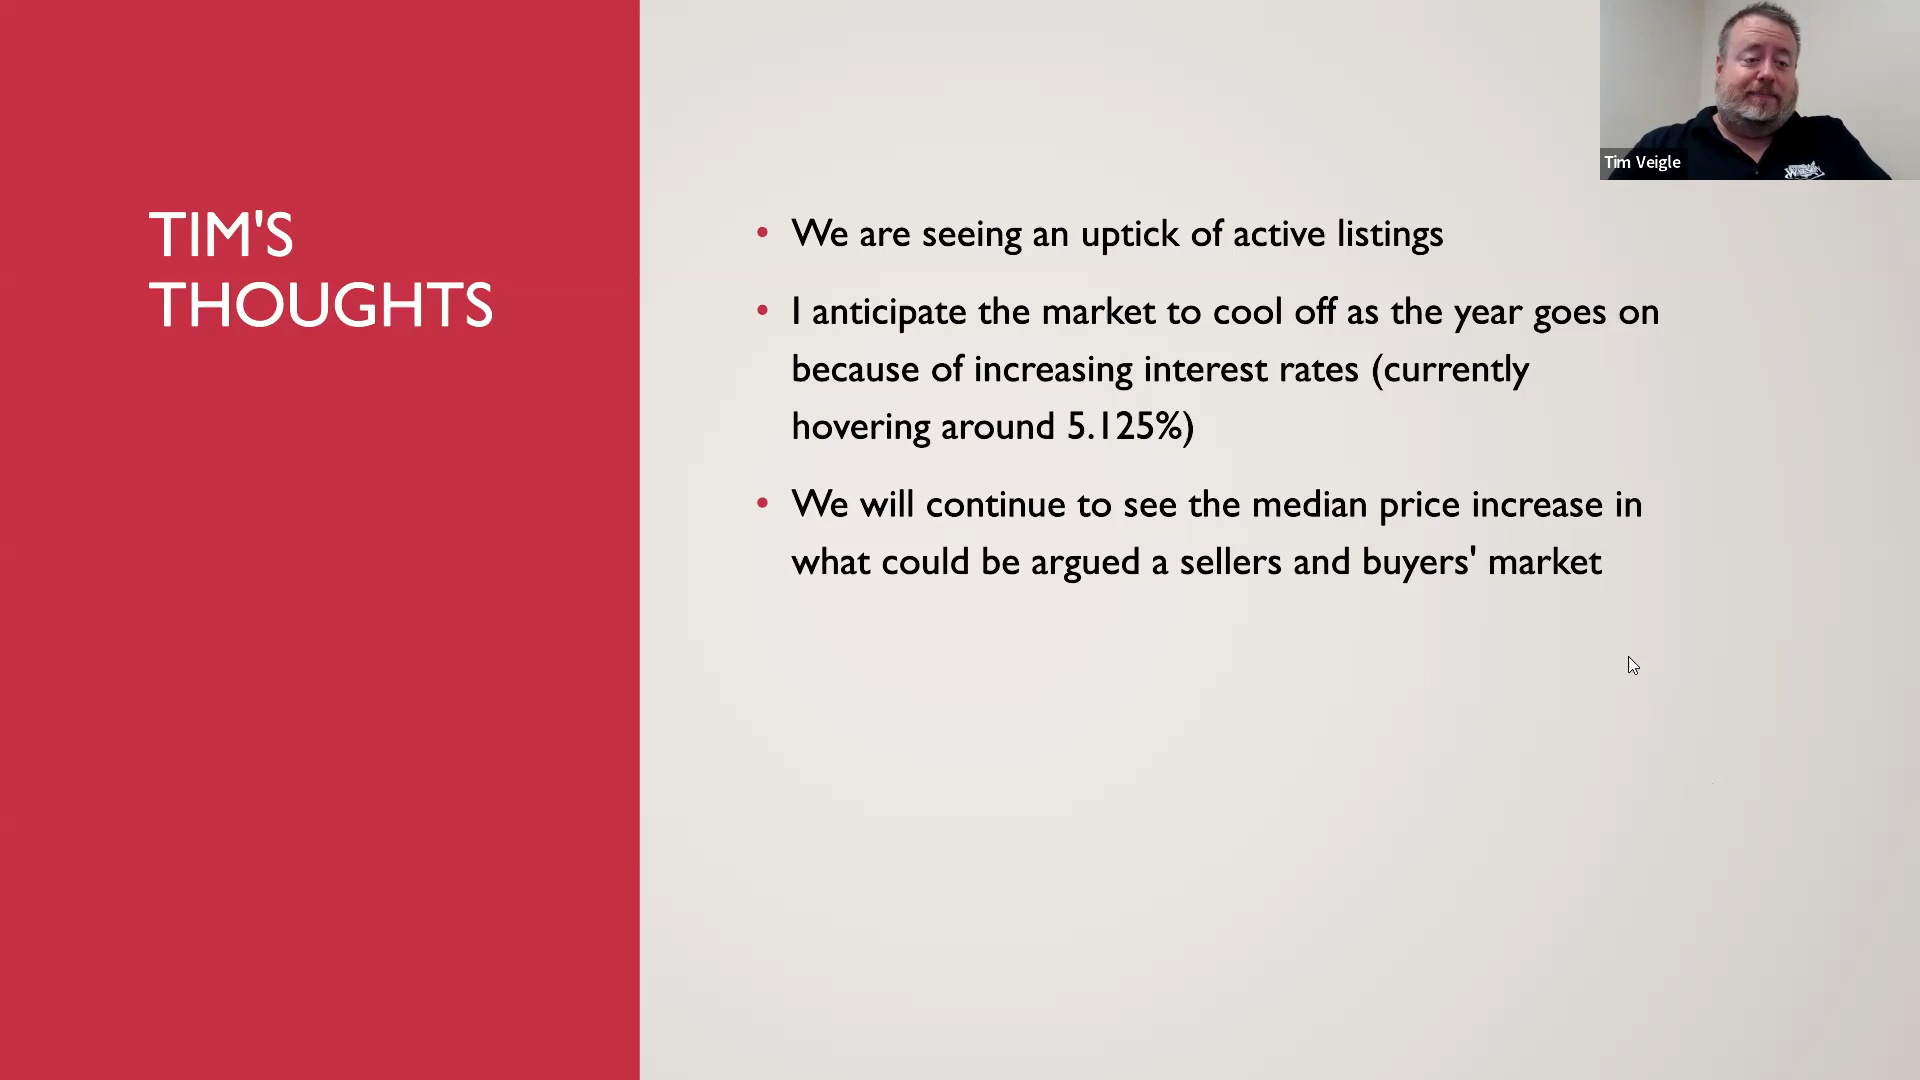 TIM'S
THOUGHTS
• We are seeing an uptick of active listings
• I anticipate the market to cool off as the year goes on
because of increasing interest rates (currently
hovering around 5.125%)
• We will continue to see the median price increase in
what could be argued a sellers and buyers' market
Tim Veigle